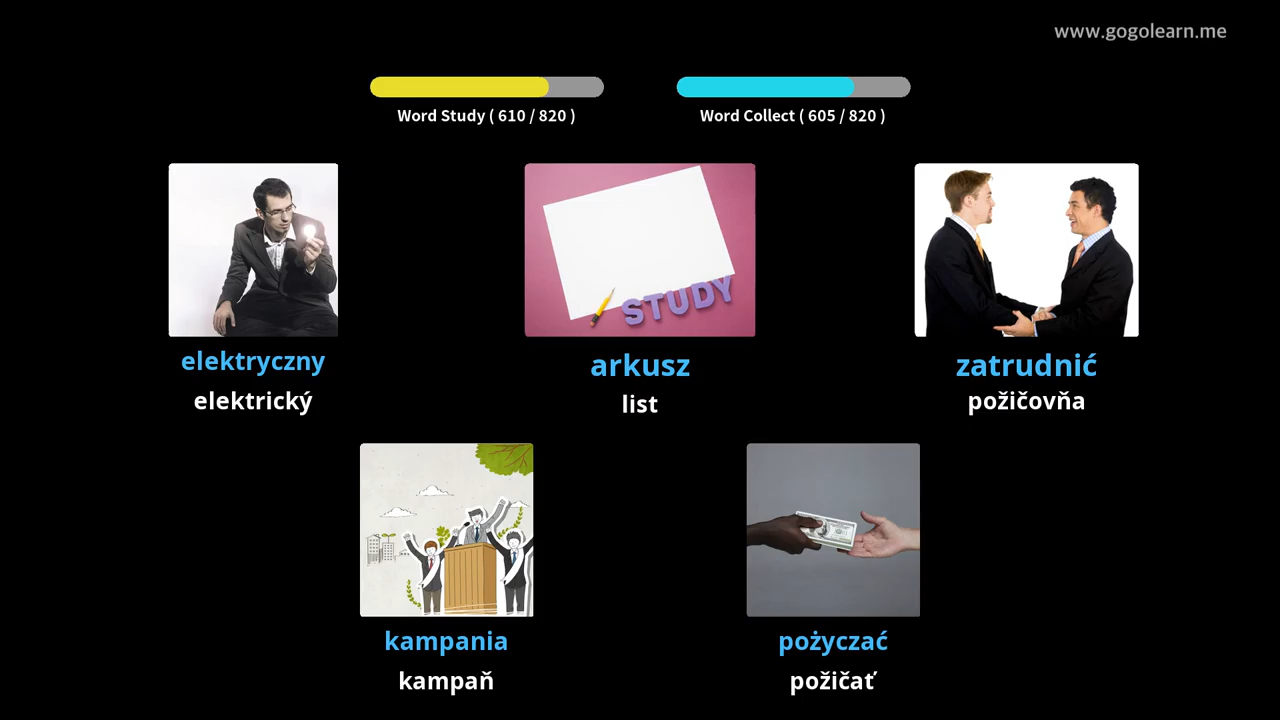 www.gogolearn.me
Word Study ( 610 / 820 )
Word Collect ( 605 / 820 )
STUDY
elektryczny
arkusz
zatrudnić
elektrický
list
požičovňa
kampania
pożyczać
kampaň
požičať